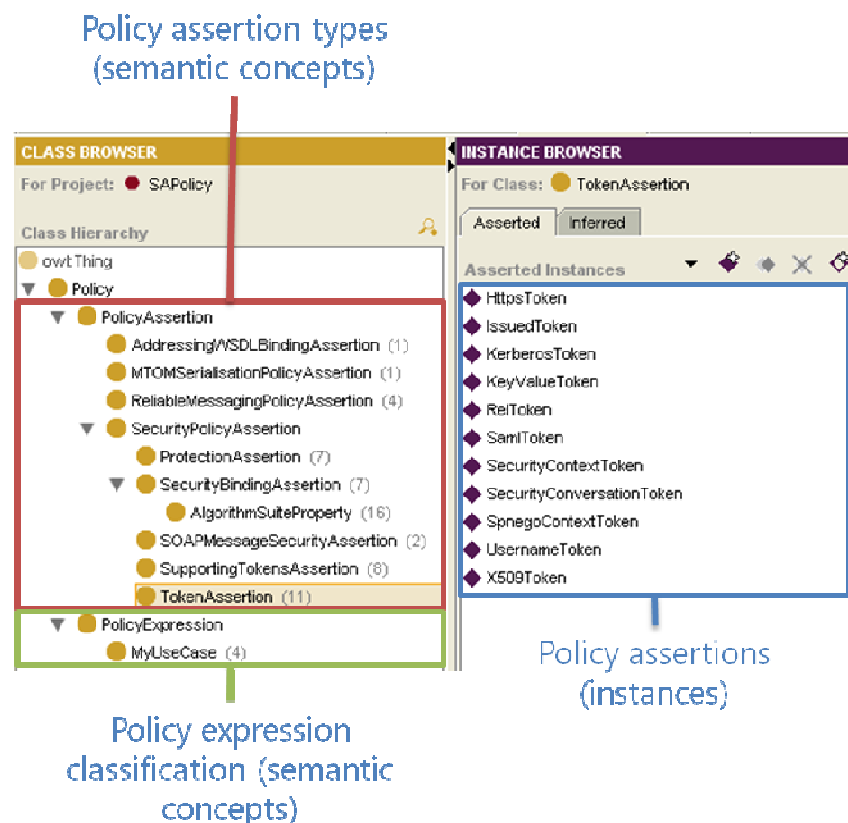 Policy assertion types
(semantic concepts)
CLASS BROWSER
For Project: SAPolicy
Class Hierarchy
owl:Thing
Policy
PolicyAssertion
AddressingWSDLBindingAssertion (1)
MTOMSerialisationPolicyAssertion (1)
ReliableMessagingPolicyAssertion (4)
SecurityPolicyAssertion
ProtectionAssertion (7)
SecurityBindingAssertion (7)
AlgorithmSuiteProperty (16)
SOAPMessageSecurityAssertion (2)
SupportingTokensAssertion (8)
TokenAssertion (11)
PolicyExpression
MyUseCase (4)
INSTANCE BROWSER
For Class: TokenAssertion
Asserted Inferred
Asserted Instances
HttpsToken
IssuedToken
KerberosToken
KeyValueToken
RelToken
SamlToken
SecurityContextToken
SecurityConversationToken
SpnegoContextToken
UsernameToken
X509Token
Policy assertions
(instances)
Policy expression
classification (semantic
concepts)